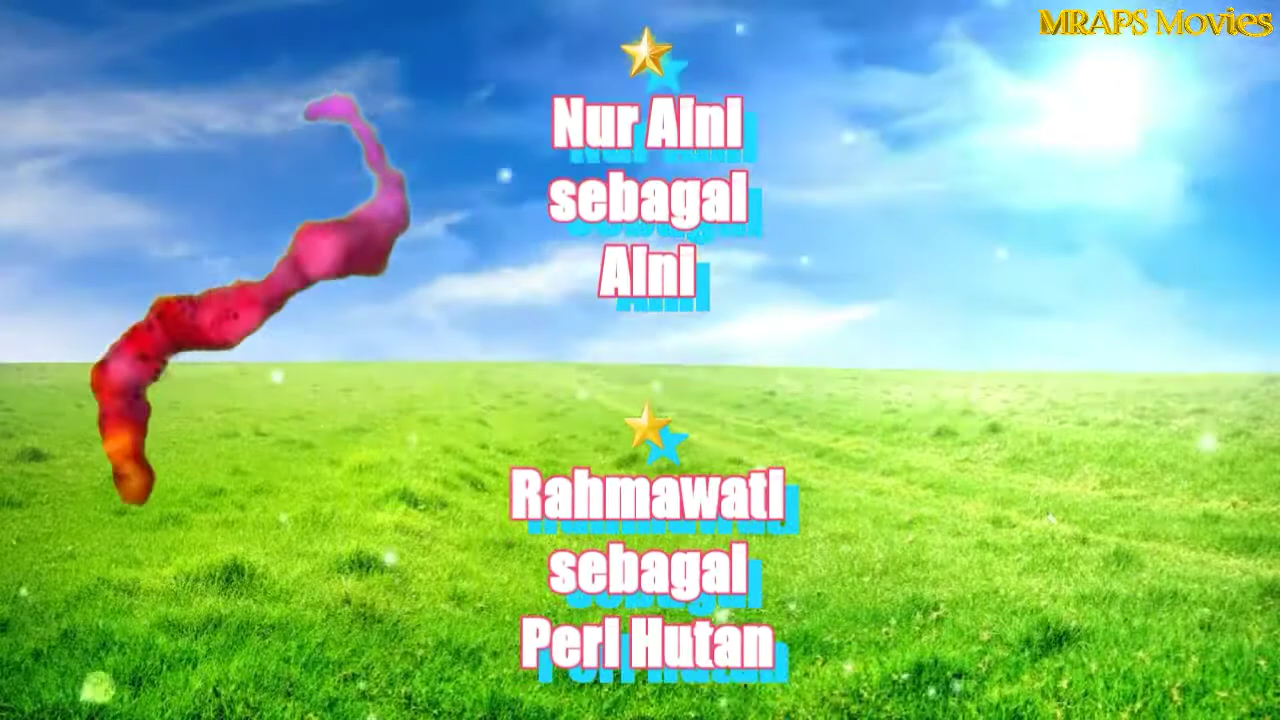 MRAPS Movies
Nur Aini
sebagai
Aini
Rahmawati
sebagai
Peri Hutan